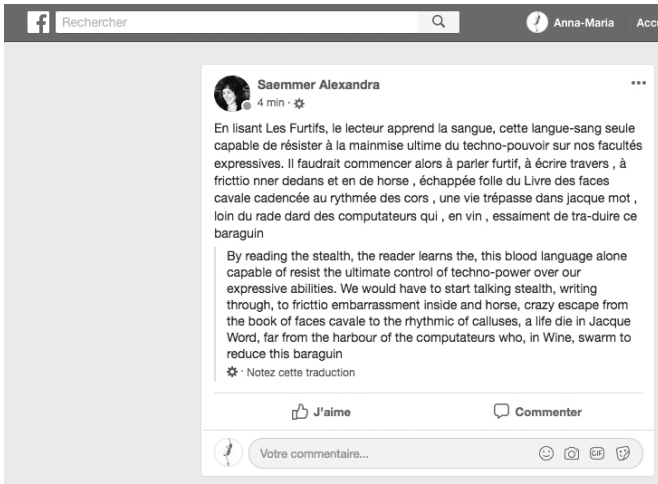 Rechercher
Anna-Maria
Saemmer Alexandra
4 min ·
En lisant Les Furtifs, le lecteur apprend la sangue, cette langue-sang seule
capable de résister à la mainmise ultime du techno-pouvoir sur nos facultés
expressives. Il faudrait commencer alors à parler furtif, à écrire travers , à
fricttio nner dedans et en de horse , échappée folle du Livre des faces
cavale cadencée au rythmée des cors , une vie trépasse dans jacque mot ,
loin du rade dard des computateurs qui , en vin , essaiment de tra-duire ce
baraguin
By reading the stealth, the reader learns the, this blood language alone
capable of resist the ultimate control of techno-power over our
expressive abilities. We would have to start talking stealth, writing
through, to fricttio embarrassment inside and horse, crazy escape from
the book of faces cavale to the rhythmic of calluses, a life die in Jacque
Word, far from the harbour of the computateurs who, in Wine, swarm to
reduce this baraguin
· Notez cette traduction
J'aime
Commenter
Votre commentaire...
GIF